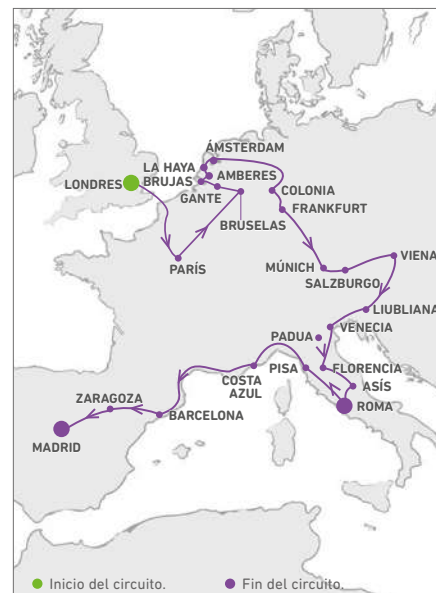 ÁMSTERDAM
LA HAYA
BRUJAS
AMBERES
LONDRES
GANTE
COLONIA
FRANKFURT
BRUSELAS
PARÍS
MÚNICH
SALZBURGO
VIENA
LIUBLIANA
VENECIA
PADUA
PISA
FLORENCIA
ASÍS
COSTA
AZUL
ROMA
ZARAGOZA
BARCELONA
MADRID
Inicio del circuito.
Fin del circuito.